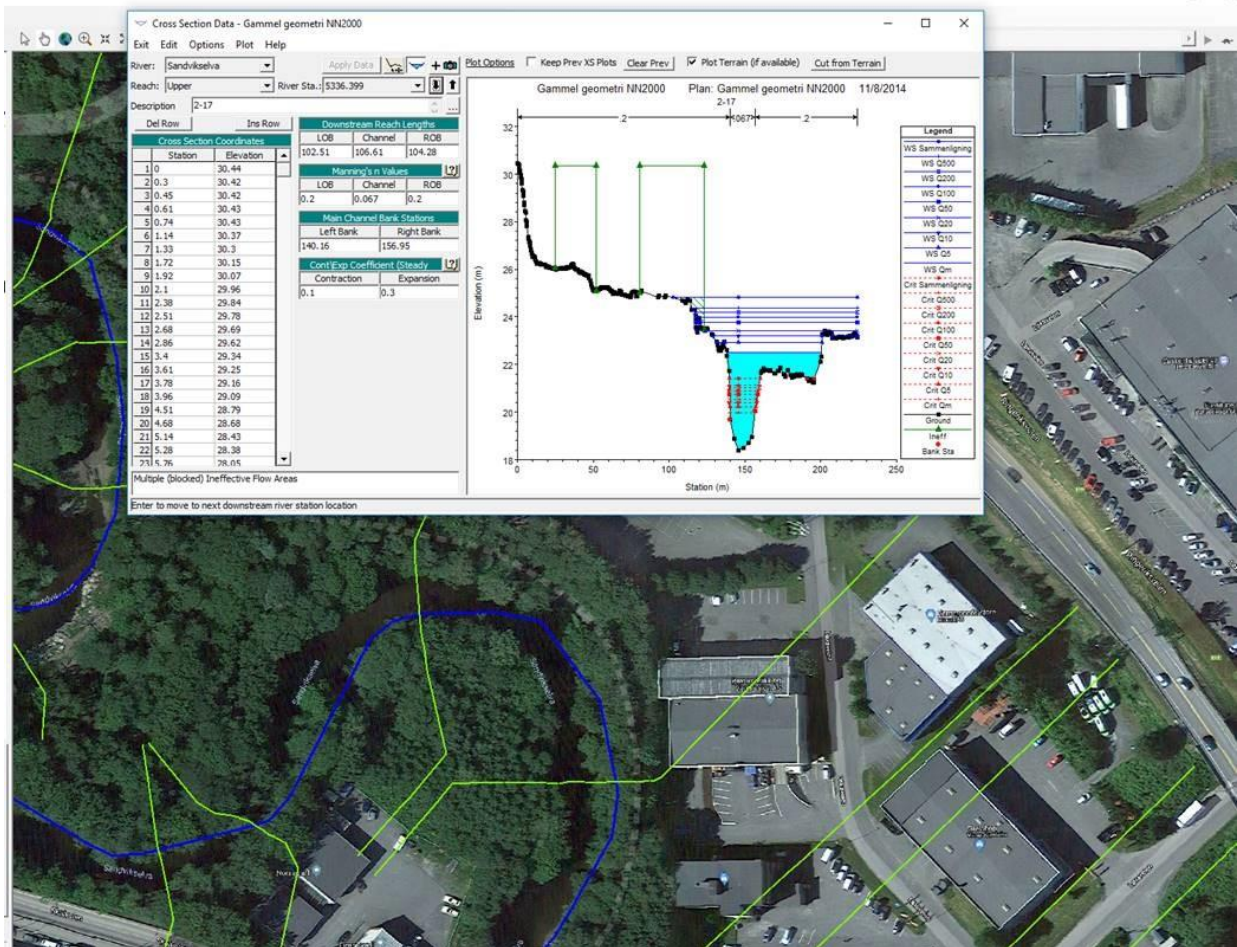 Cross Section Data - Gammel geometri NN2000
Exit Edit Options Plot Help
River: Sandvikselva
Apply Data
Reach: Upper River Sta.: 5336.399
Description 2-17
Del Row Ins Row
Cross Section Coordinates
Station Elevation
1 0 30.44
2 0.3 30.42
3 0.45 30.42
4 0.61 30.43
5 0.74 30.43
6 1.14 30.37
7 1.33 30.3
8 1.72 30.15
9 1.92 30.07
10 2.1 29.96
11 2.38 29.84
12 2.51 29.78
13 2.68 29.69
14 2.86 29.62
15 3.4 29.34
16 3.61 29.25
17 3.78 29.16
18 3.96 29.09
19 4.51 28.79
20 4.68 28.68
21 5.14 28.43
22 5.28 28.38
23 5.76 28.05
Downstream Reach Lengths
LOB Channel ROB
102.51 106.61 104.28
Manning's n Values
LOB Channel ROB
0.2 0.067 0.2
Main Channel Bank Stations
Left Bank Right Bank
140.16 156.95
Cont\Exp Coefficient (Steady
Contraction Expansion
0.1 0.3
Multiple (blocked) Ineffective Flow Areas
Enter to move to next downstream river station location
Plot Options Keep Prev XS Plots Clear Prev Plot Terrain (if available) Cut from Terrain
Gammel geometri NN2000 Plan: Gammel geometri NN2000 11/8/2014
2-17
.2 .067 .2
32
30
28
26
24
22
20
18
Elevation (m)
0 50 100 150 200 250
Station (m)
Legend
WS Sammenligning
WS Q500
WS Q200
WS Q100
WS Q50
WS Q20
WS Q10
WS Q5
WS Qm
Crit Sammenligning
Crit Q500
Crit Q200
Crit Q100
Crit Q50
Crit Q20
Crit Q10
Crit Q5
Crit Qm
Ground
Ineff
Bank Sta
Sandvikselva
Sandvikselva
Sandvikselva